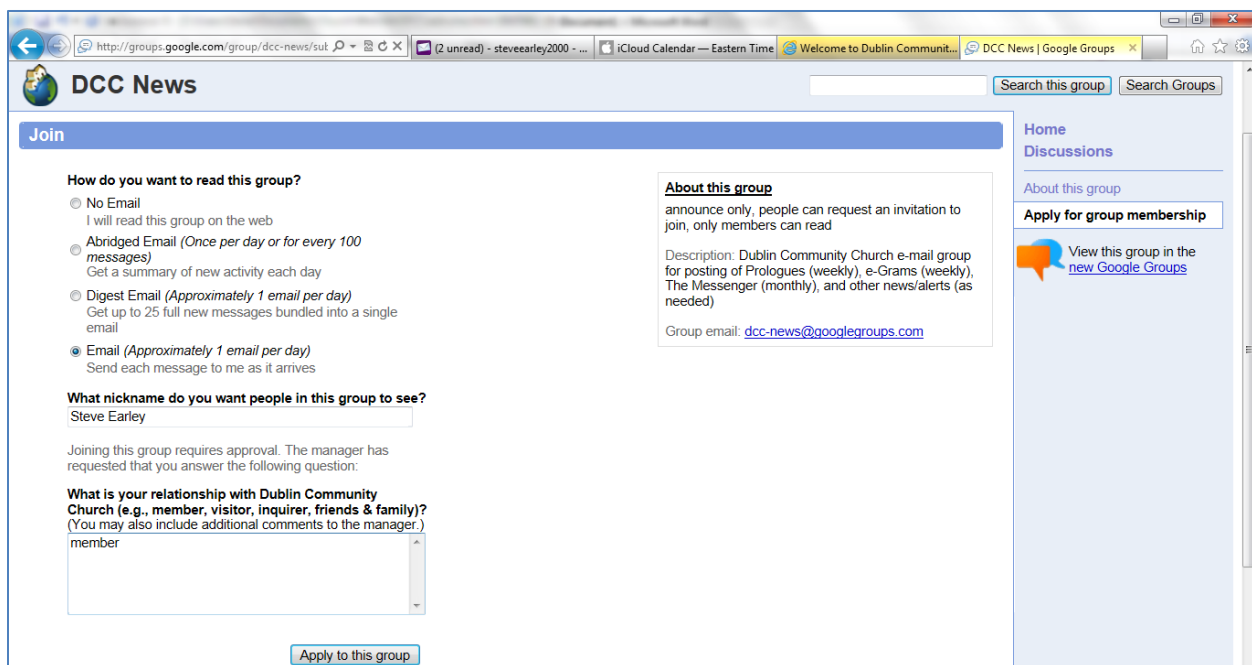 http://groups.google.com/group/dcc-news/sul
(2 unread) - steveearley2000 - ...
iCloud Calendar — Eastern Time
Welcome to Dublin Communit...
DCC News | Google Groups
DCC News
Search this group
Search Groups
Join
How do you want to read this group?
No Email
I will read this group on the web
Abridged Email (Once per day or for every 100
messages)
Get a summary of new activity each day
Digest Email (Approximately 1 email per day)
Get up to 25 full new messages bundled into a single
email
Email (Approximately 1 email per day)
Send each message to me as it arrives
What nickname do you want people in this group to see?
Steve Earley
Joining this group requires approval. The manager has
requested that you answer the following question:
What is your relationship with Dublin Community
Church (e.g., member, visitor, inquirer, friends & family)?
(You may also include additional comments to the manager.)
member
Apply to this group
About this group
announce only, people can request an invitation to
join, only members can read
Description: Dublin Community Church e-mail group
for posting of Prologues (weekly), e-Grams (weekly),
The Messenger (monthly), and other news/alerts (as
needed)
Group email: dcc-news@googlegroups.com
Home
Discussions
About this group
Apply for group membership
View this group in the
new Google Groups